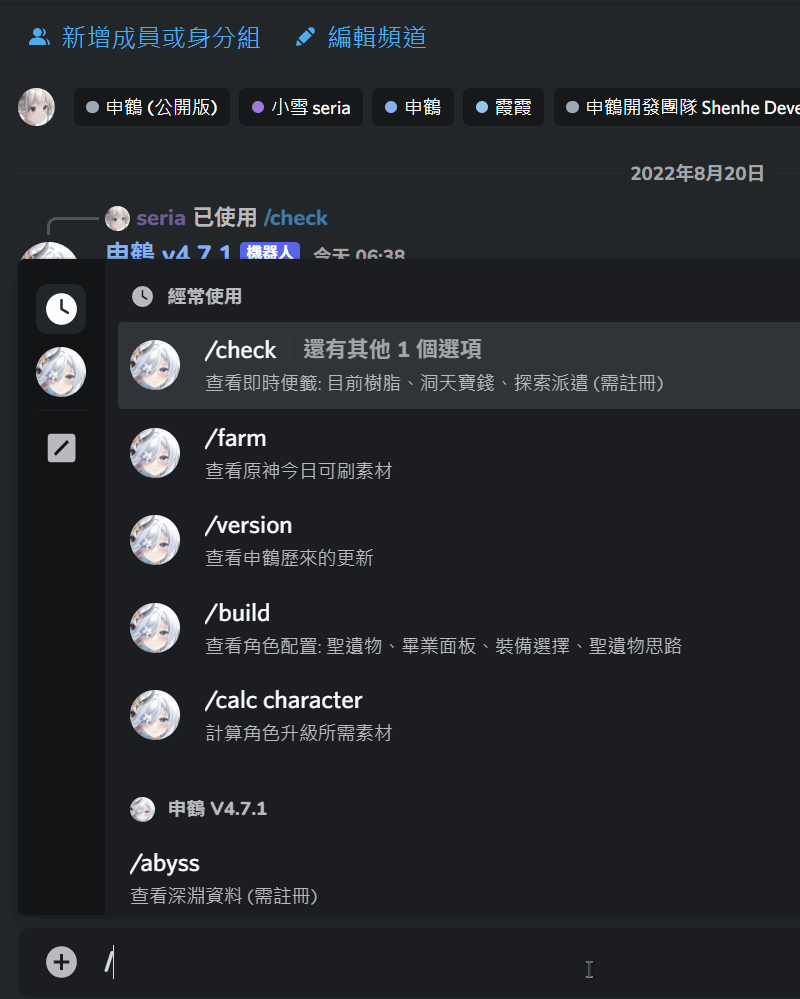 新增成員或身分組 編輯頻道
申鶴 (公開版) 小雪 seria 申鶴 霞霞 申鶴開發團隊 Shenhe Deve
2022年8月20日
seria 已使用 /check
申鶴 v4.7.1 機器人 今天 06:38
經常使用
/check 還有其他 1 個選項
查看即時便籤: 目前樹脂、洞天寶錢、探索派遣 (需註冊)
/farm
查看原神今日可刷素材
/version
查看申鶴歷來的更新
/build
查看角色配置: 聖遺物、畢業面板、裝備選擇、聖遺物思路
/calc character
計算角色升級所需素材
申鶴 V4.7.1
/abyss
查看深淵資料 (需註冊)
/